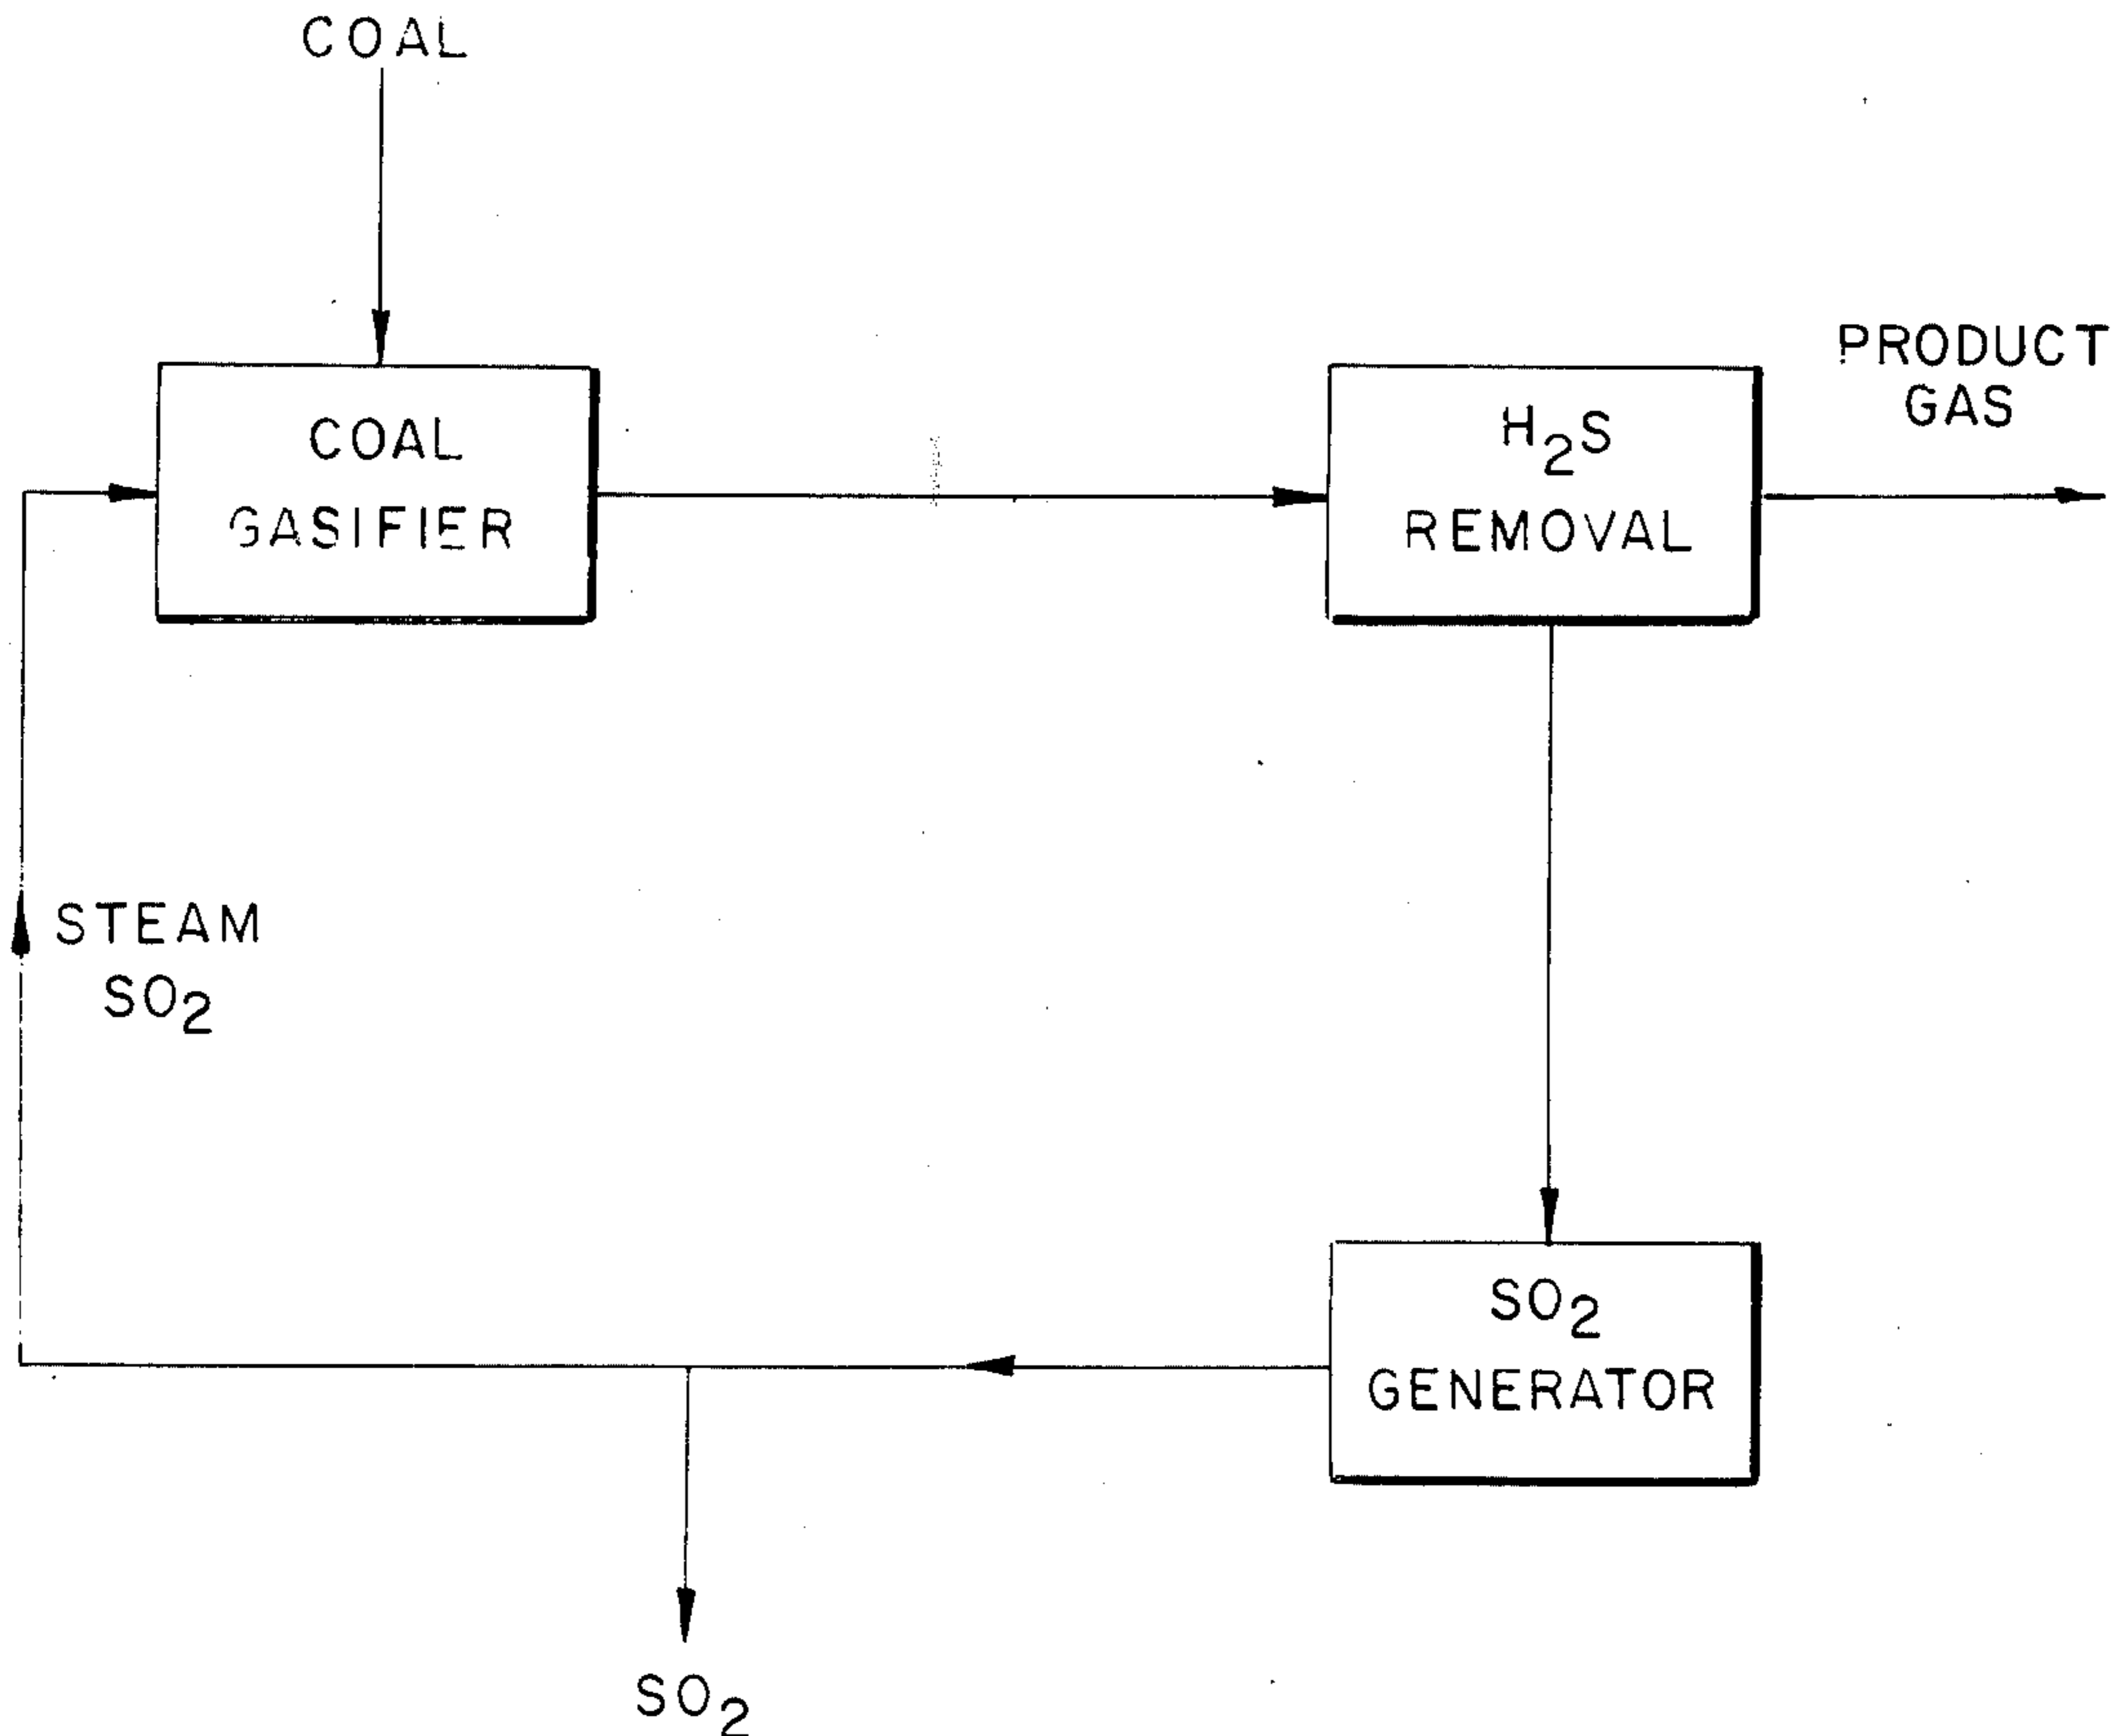 COAL
COAL
GASIFIER
H₂S
REMOVAL
PRODUCT
GAS
STEAM
SO₂
SO₂
GENERATOR
SO₂